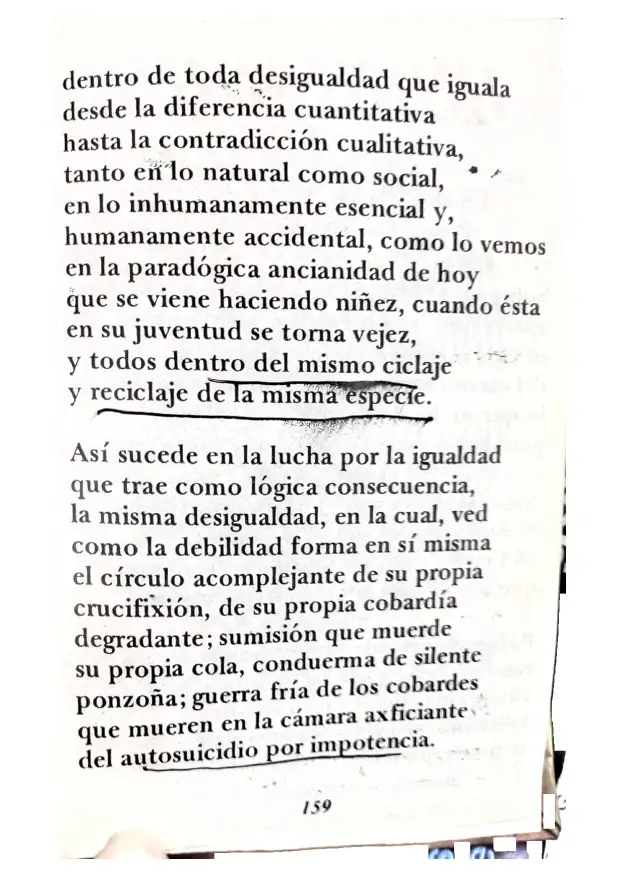 dentro de toda desigualdad que iguala
desde la diferencia cuantitativa
hasta la contradicción cualitativa,
tanto en lo natural como social,
en lo inhumanamente esencial y,
humanamente accidental, como lo vemos
en la paradógica ancianidad de hoy
que se viene haciendo niñez, cuando ésta
en su juventud se torna vejez,
y todos dentro del mismo ciclaje
y reciclaje de la misma especie.
Así sucede en la lucha por la igualdad
que trae como lógica consecuencia,
la misma desigualdad, en la cual, ved
como la debilidad forma en sí misma
el círculo acomplejante de su propia
crucifixión, de su propia cobardía
degradante; sumisión que muerde
su propia cola, conduerma de silente
ponzoña; guerra fría de los cobardes
que mueren en la cámara axficiante
del autosuicidio por impotencia.
159